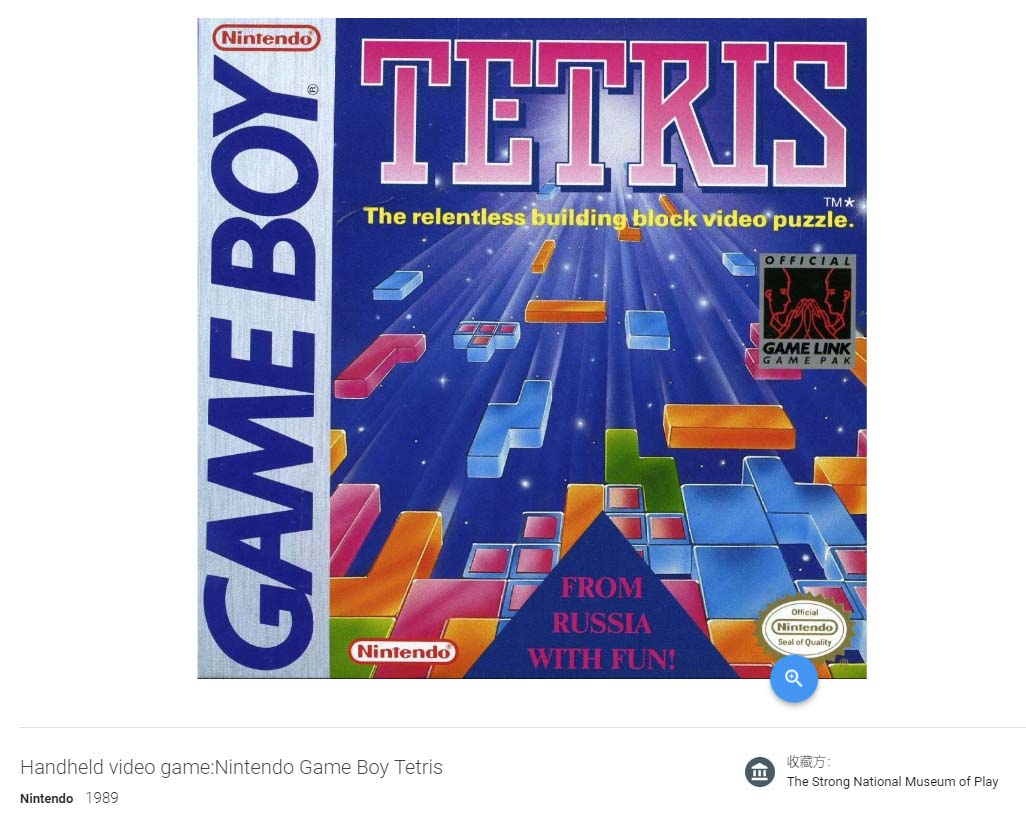 Nintendo®
GAME BOY®
TETRIS
TM*
The relentless building block video puzzle.
OFFICIAL
GAME LINK
GAME PAK
FROM
RUSSIA
WITH FUN!
Nintendo®
Official
Nintendo
Seal of Quality
Handheld video game:Nintendo Game Boy Tetris
Nintendo 1989
收藏方:
The Strong National Museum of Play